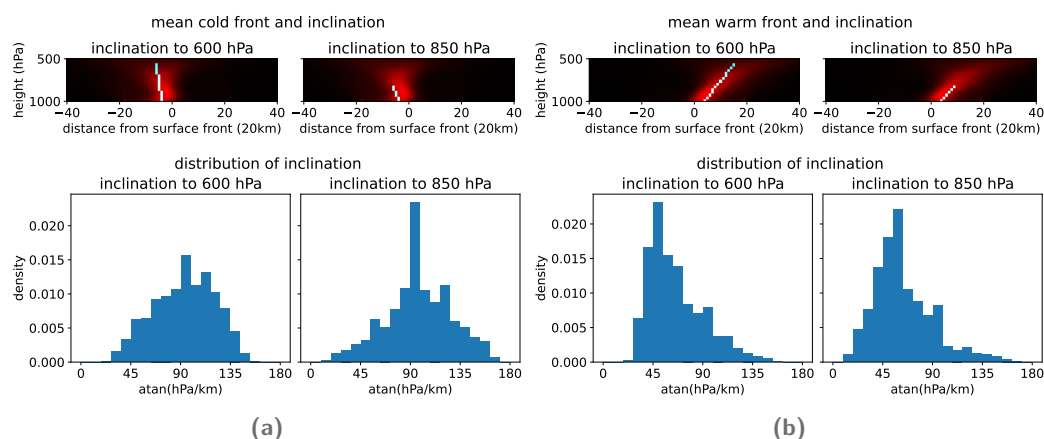 mean cold front and inclination
inclination to 600 hPa inclination to 850 hPa
height (hPa)
500
1000
−40 −20 0 20 40 −40 −20 0 20 40
distance from surface front (20km) distance from surface front (20km)
distribution of inclination
inclination to 600 hPa inclination to 850 hPa
density
0.020
0.015
0.010
0.005
0.000
0 45 90 135 180 0 45 90 135 180
atan(hPa/km) atan(hPa/km)
(a)
mean warm front and inclination
inclination to 600 hPa inclination to 850 hPa
height (hPa)
500
1000
−40 −20 0 20 40 −40 −20 0 20 40
distance from surface front (20km) distance from surface front (20km)
distribution of inclination
inclination to 600 hPa inclination to 850 hPa
density
0.020
0.015
0.010
0.005
0.000
0 45 90 135 180 0 45 90 135 180
atan(hPa/km) atan(hPa/km)
(b)